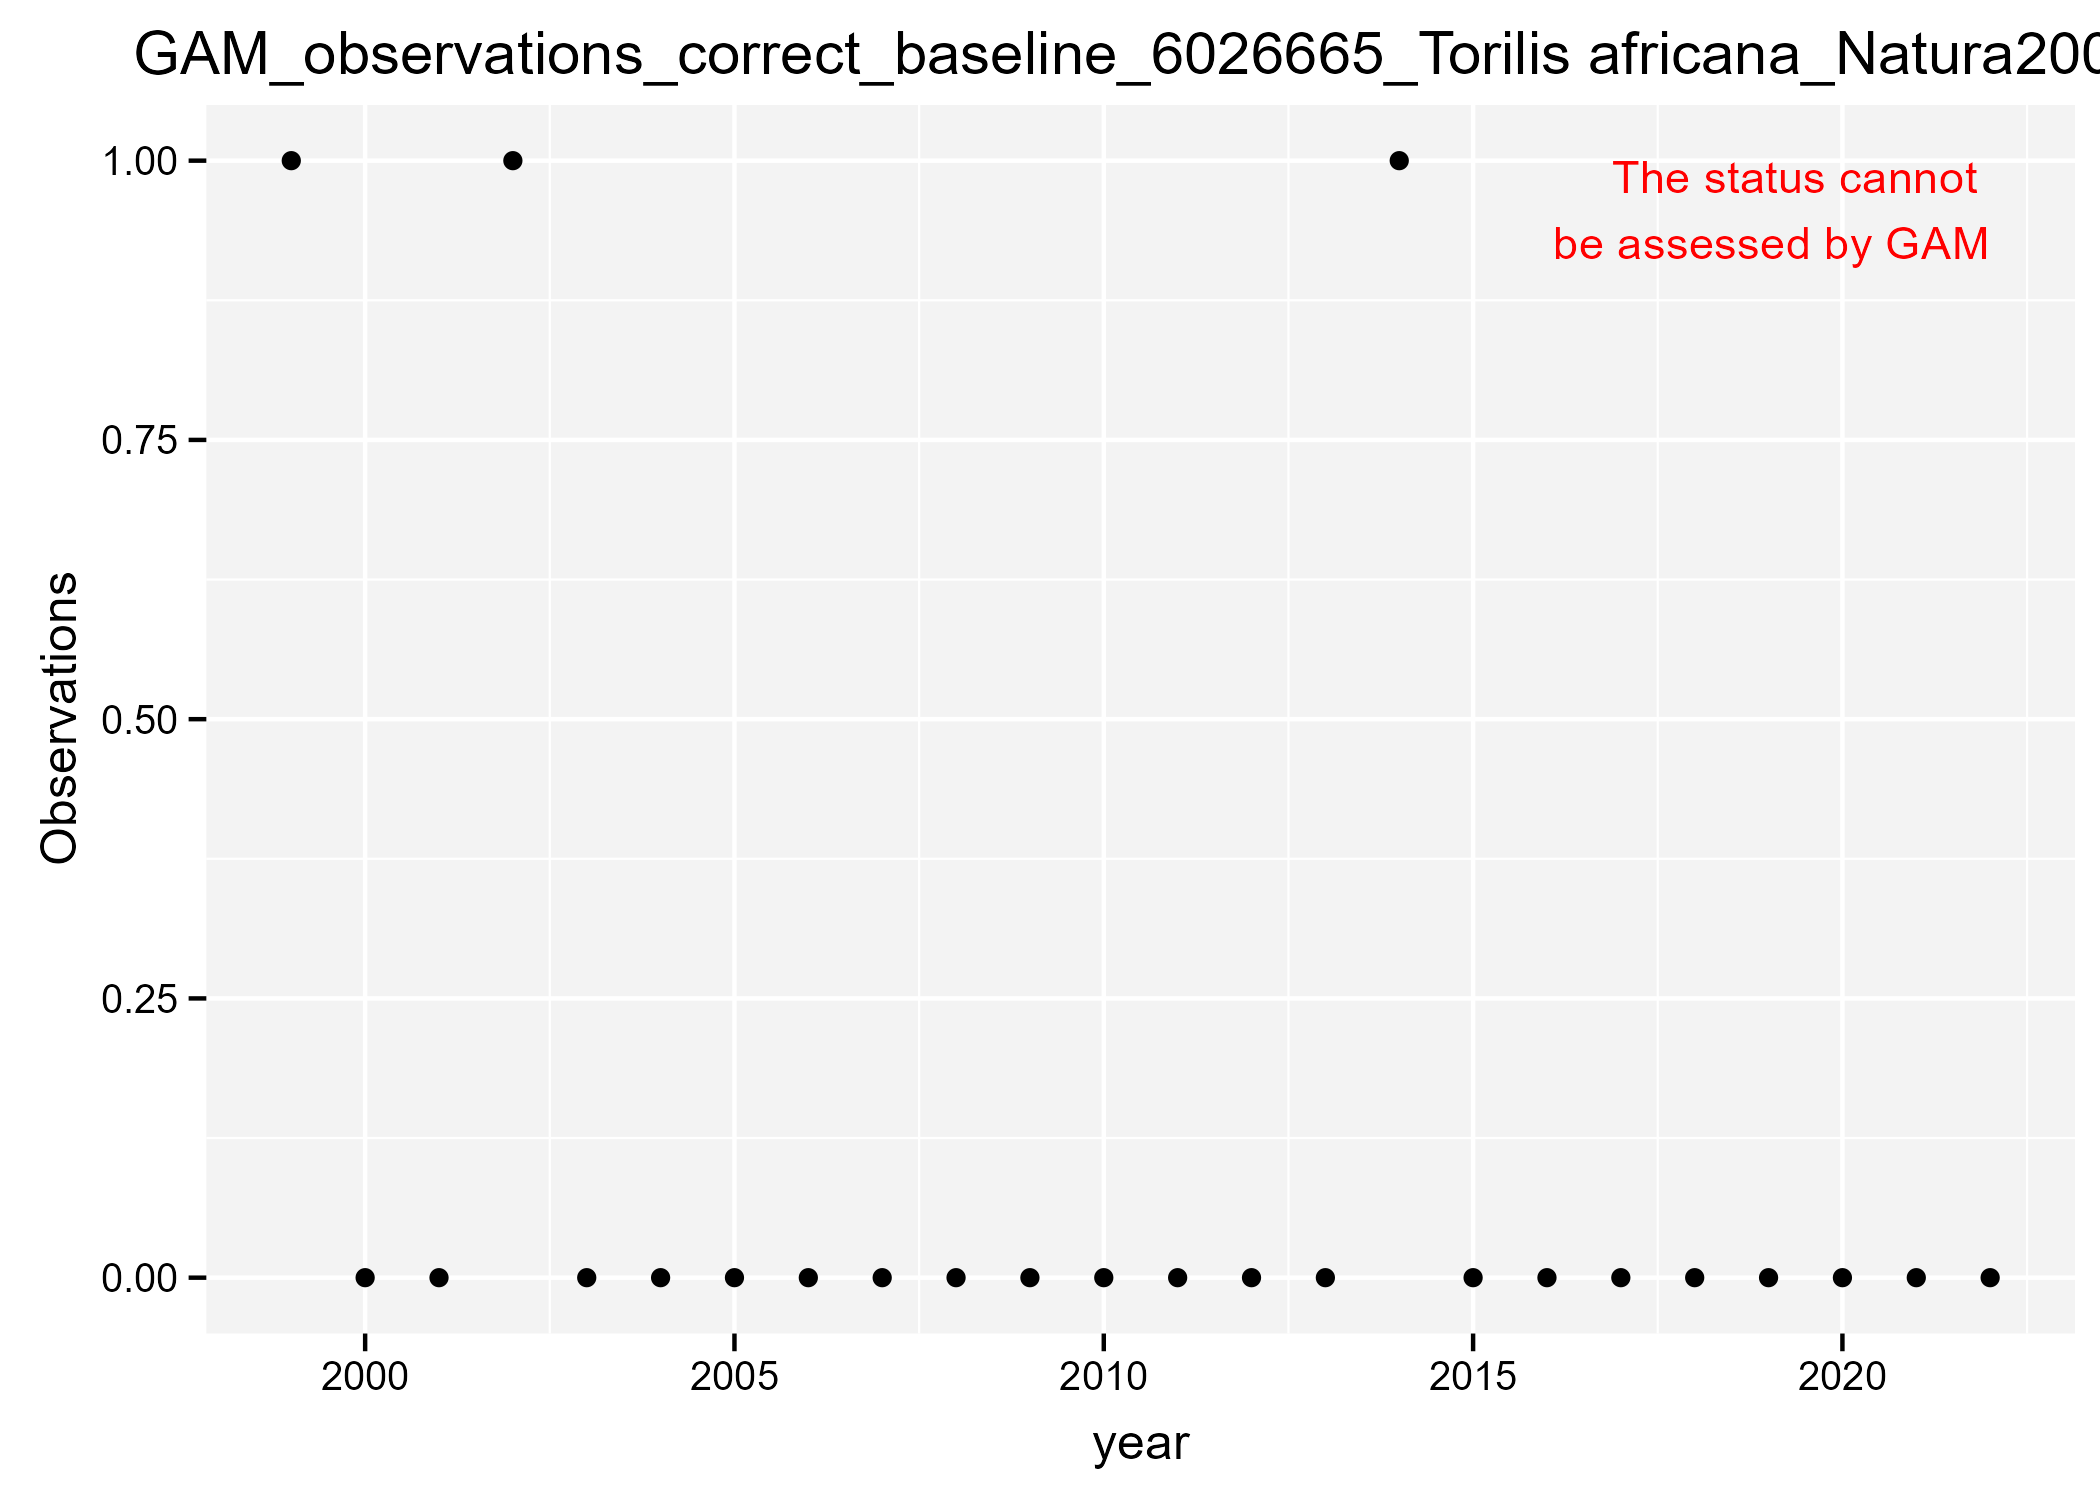 GAM_observations_correct_baseline_6026665_Torilis africana_Natura200
1.00
The status cannot
be assessed by GAM
0.75
0.50
0.25
0.00
Observations
2000 2005 2010 2015 2020
year